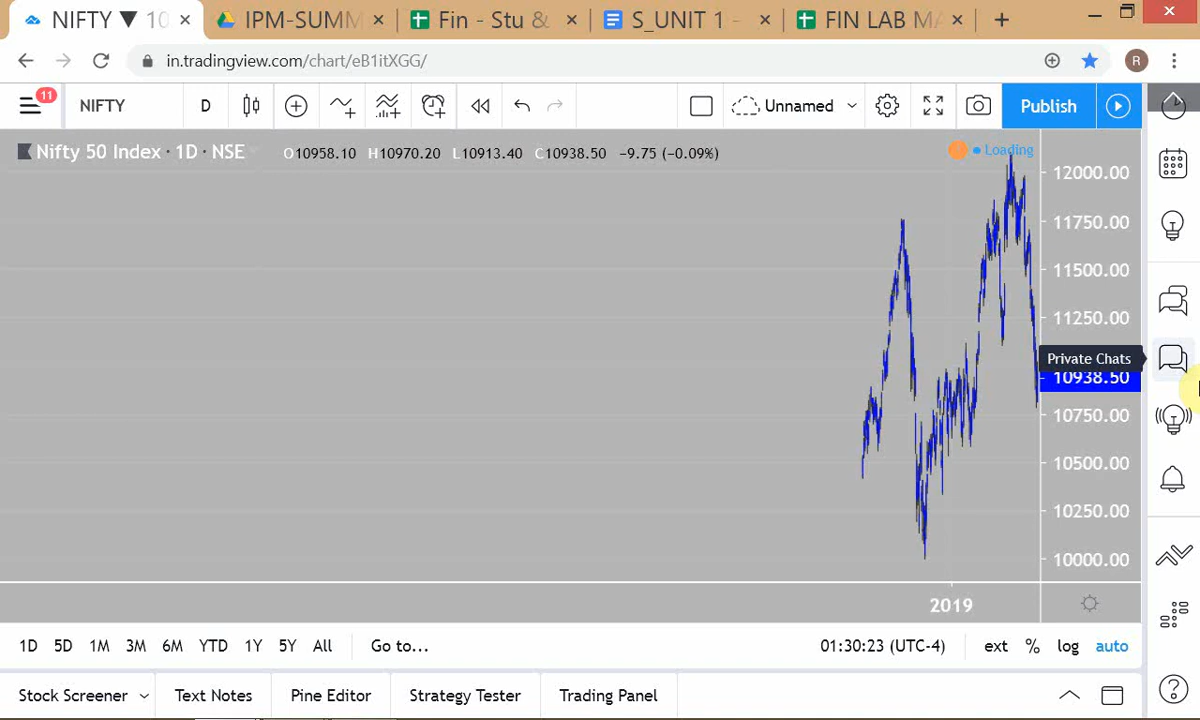 NIFTY ▼ 10
IPM-SUMM
Fin - Stu &
S_UNIT 1 -
FIN LAB MA
in.tradingview.com/chart/eB1itXGG/
R
11
NIFTY
D
Unnamed
Publish
Nifty 50 Index · 1D · NSE
O10958.10 H10970.20 L10913.40 C10938.50 −9.75 (−0.09%)
Loading
12000.00
11750.00
11500.00
11250.00
Private Chats
10938.50
10750.00
10500.00
10250.00
10000.00
2019
1D 5D 1M 3M 6M YTD 1Y 5Y All Go to...
01:30:23 (UTC-4) ext % log auto
Stock Screener Text Notes Pine Editor Strategy Tester Trading Panel